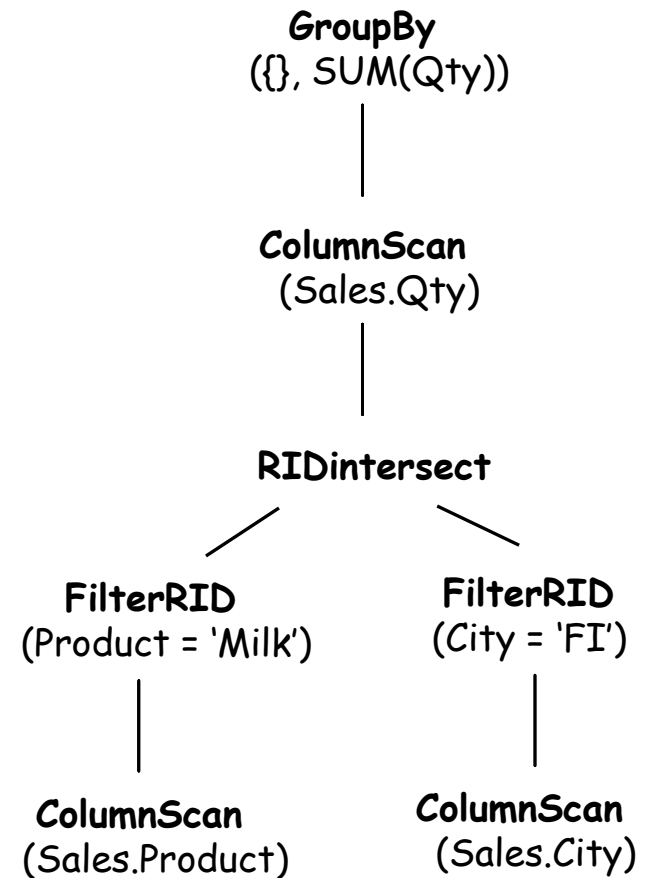 GroupBy
({}, SUM(Qty))
ColumnScan
(Sales.Qty)
RIDintersect
FilterRID
(Product = ‘Milk’)
FilterRID
(City = ‘FI’)
ColumnScan
(Sales.Product)
ColumnScan
(Sales.City)